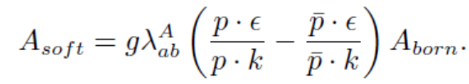 $A_{soft} = g\lambda^{A}_{ab} \left( \frac{p \cdot \epsilon}{p \cdot k} - \frac{\bar{p} \cdot \epsilon}{\bar{p} \cdot k} \right) A_{born}.$